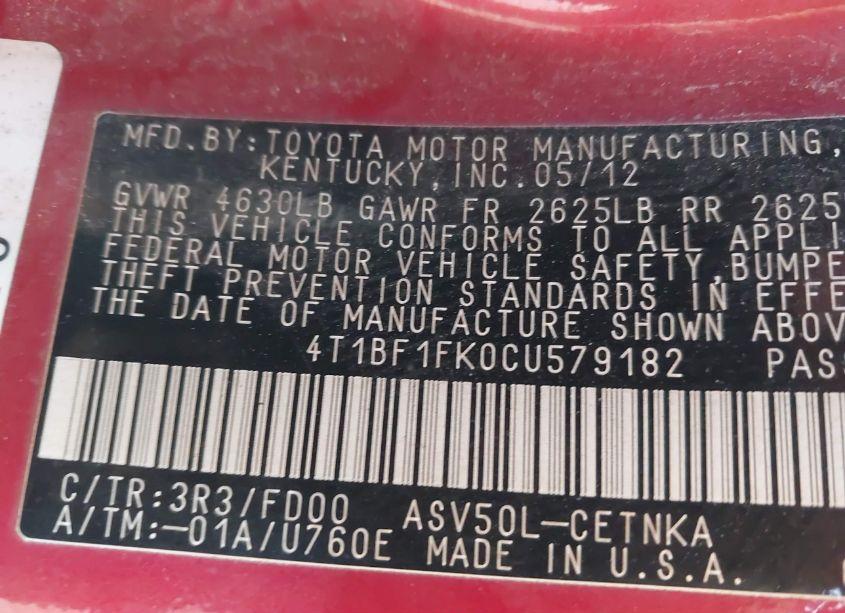 MFD.BY:TOYOTA MOTOR MANUFACTURING,
KENTUCKY,INC.05/12
GVWR 4630LB GAWR FR 2625LB RR 2625
THIS VEHICLE CONFORMS TO ALL APPLI
FEDERAL MOTOR VEHICLE SAFETY,BUMPE
THEFT PREVENTION STANDARDS IN EFFE
THE DATE OF MANUFACTURE SHOWN ABOV
4T1BF1FK0CU579182 PASS
C/TR:3R3/FD00 ASV50L-CETNKA
A/TM:-01A/U760E MADE IN U.S.A.